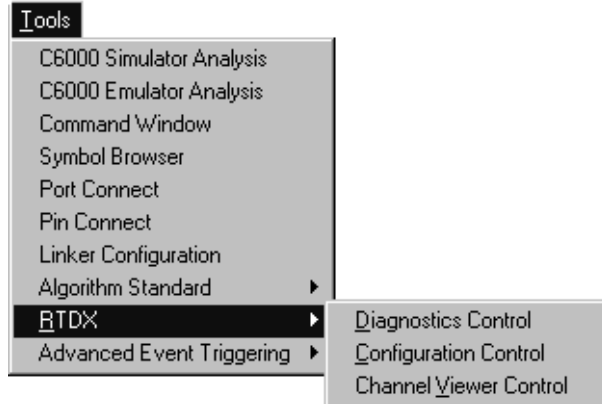 Tools
C6000 Simulator Analysis
C6000 Emulator Analysis
Command Window
Symbol Browser
Port Connect
Pin Connect
Linker Configuration
Algorithm Standard
RTDX
Advanced Event Triggering
Diagnostics Control
Configuration Control
Channel Viewer Control